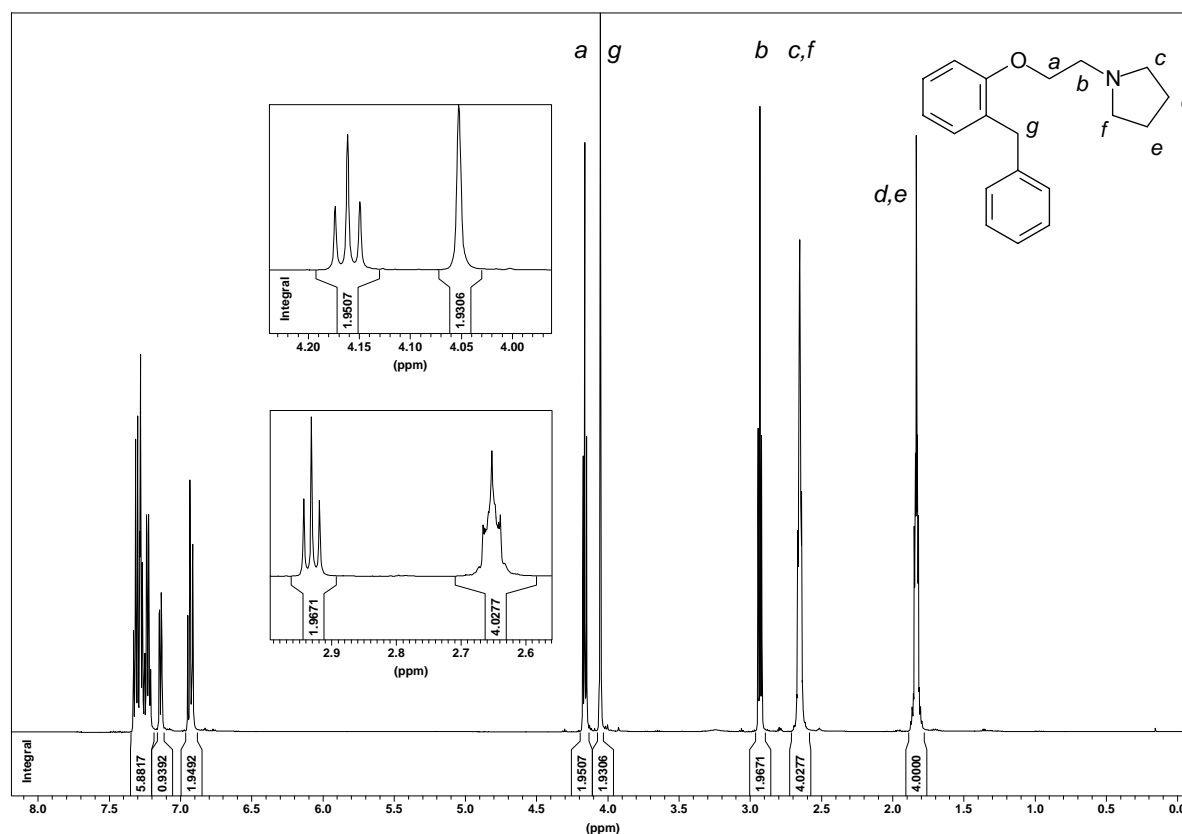 a g b c,f
O
a
b
N
c
f
e
g
d,e
Integral
1.9507
1.9306
4.20 4.15 4.10 4.05 4.00
(ppm)
1.9671
4.0277
2.9 2.8 2.7 2.6
(ppm)
Integral
5.8817
0.9392
1.9492
1.9507
1.9306
1.9671
4.0277
4.0000
8.0 7.0 6.0 5.0 4.0 3.0 2.0 1.0 0.0
7.5 6.5 5.5 4.5 3.5 2.5 1.5 0.5
(ppm)